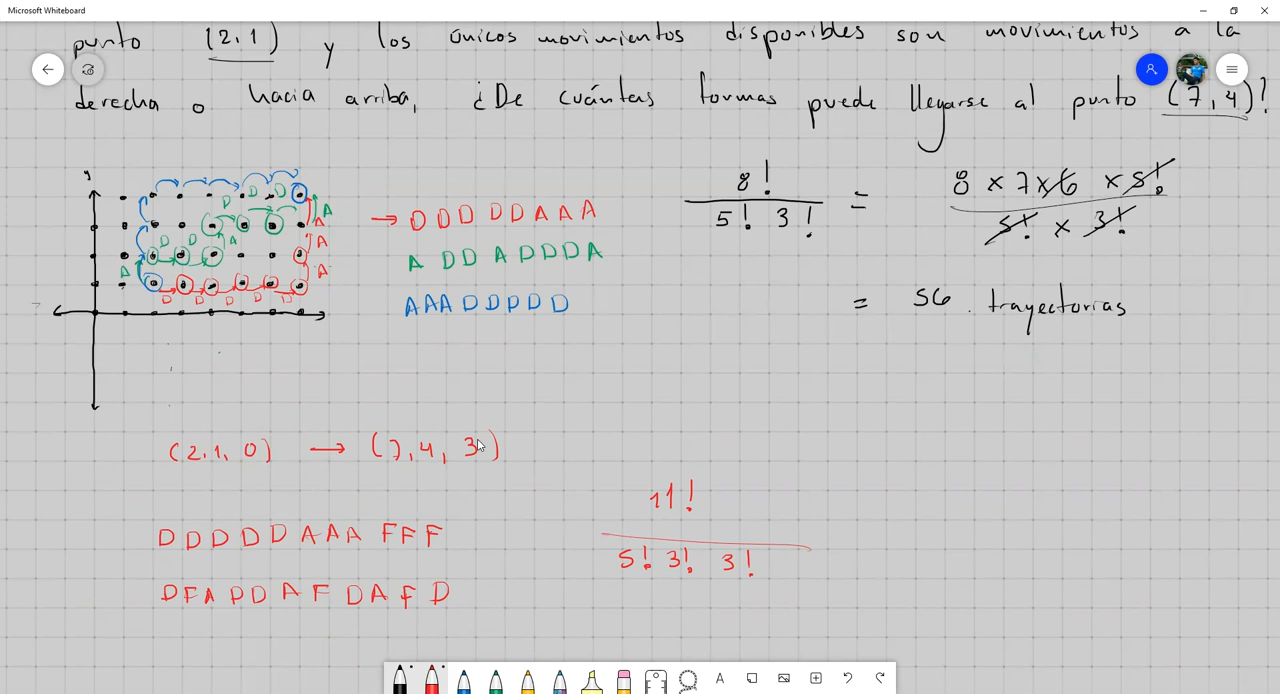 Microsoft Whiteboard
punto (2,1) y los únicos movimientos disponibles son movimientos a la
derecha o hacia arriba, ¿De cuántas formas puede llegarse al punto (7,4)?
y
D D
D A
D D A A
A A
D D D D D
→ D D D D D A A A
A D D A D D D A
A A A D D D D D
8! / 5! 3! = 8 x 7 x 6 x 5! / 5! x 3!
= 56 trayectorias
(2,1,0) → (7,4,3)
D D D D D A A A F F F
D F A D D A F D A F D
11! / 5! 3! 3!
A